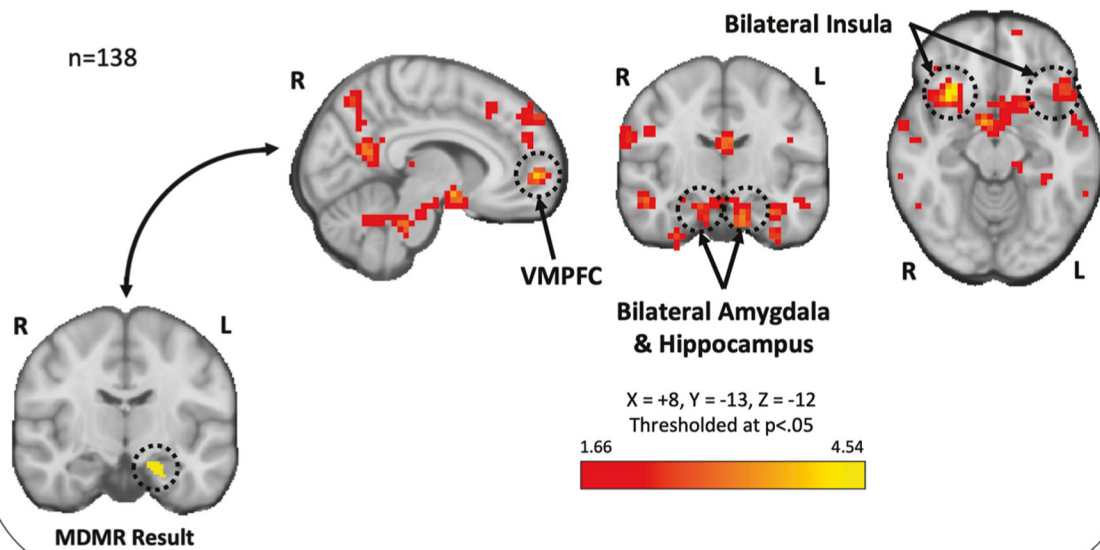 Bilateral Insula
n=138
R
R
L
VMPFC
R
L
Bilateral Amygdala
& Hippocampus
R
L
X = +8, Y = -13, Z = -12
Thresholded at p<.05
1.66
4.54
MDMR Result